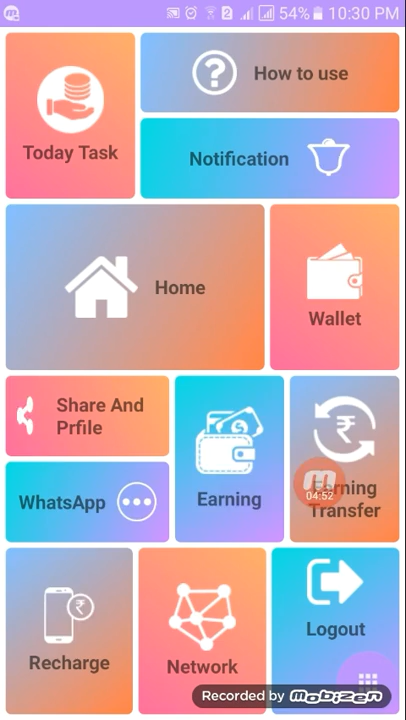 54% 10:30 PM
How to use
Today Task
Notification
Home
Wallet
Share And
Prfile
WhatsApp
Earning
Earning
Transfer
04:52
Recharge
Network
Logout
Recorded by Mobizen